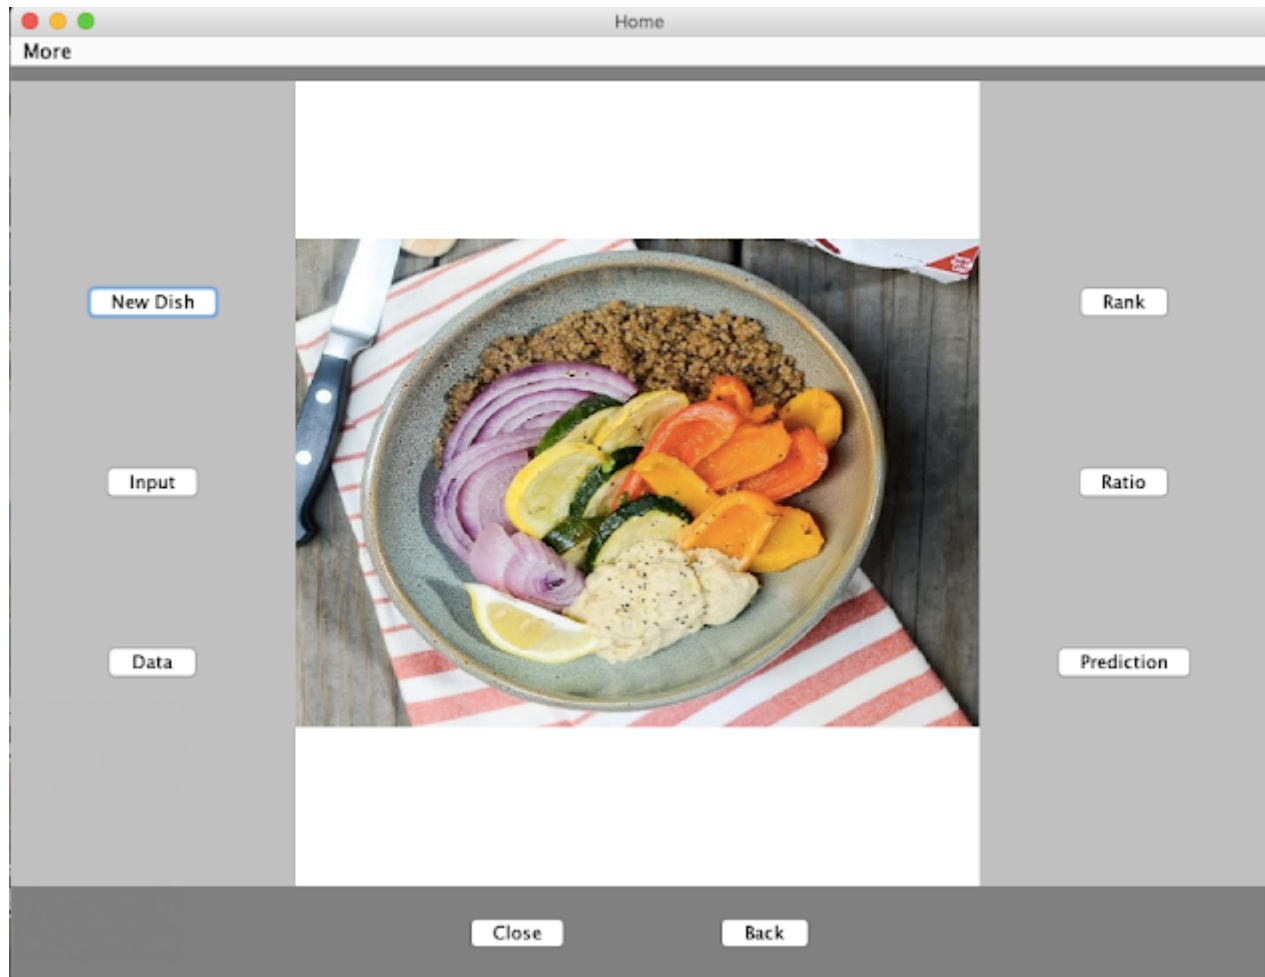 Home
More
New Dish
Rank
Input
Ratio
Data
Prediction
Close
Back